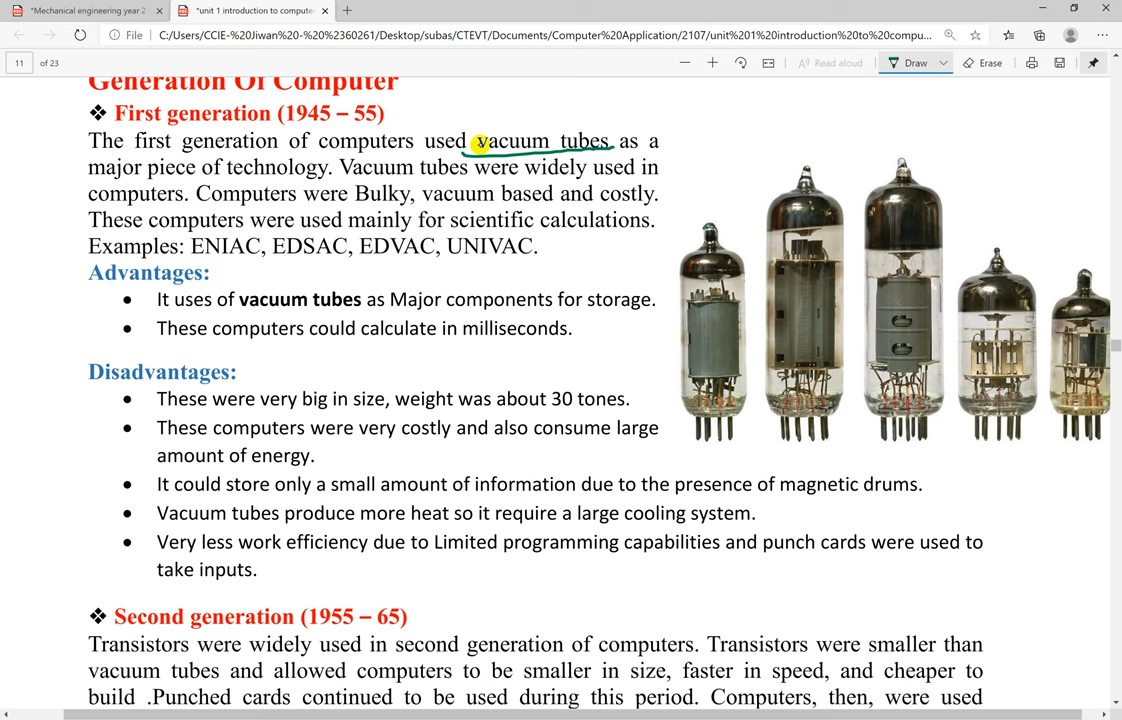 "Mechanical engineering year 2
*unit 1 introduction to compute
File
C:/Users/CCIE-%20Jiwan%20-%20%2360261/Desktop/subas/CTEVT/Documents/Computer%20Application/2107/unit%201%20introduction%20to%20compu...
11 of 23
Read aloud
Draw
Erase
Generation Of Computer
❖ First generation (1945 – 55)
The first generation of computers used vacuum tubes as a
major piece of technology. Vacuum tubes were widely used in
computers. Computers were Bulky, vacuum based and costly.
These computers were used mainly for scientific calculations.
Examples: ENIAC, EDSAC, EDVAC, UNIVAC.
Advantages:
• It uses of vacuum tubes as Major components for storage.
• These computers could calculate in milliseconds.
Disadvantages:
• These were very big in size, weight was about 30 tones.
• These computers were very costly and also consume large
amount of energy.
• It could store only a small amount of information due to the presence of magnetic drums.
• Vacuum tubes produce more heat so it require a large cooling system.
• Very less work efficiency due to Limited programming capabilities and punch cards were used to
take inputs.
❖ Second generation (1955 – 65)
Transistors were widely used in second generation of computers. Transistors were smaller than
vacuum tubes and allowed computers to be smaller in size, faster in speed, and cheaper to
build .Punched cards continued to be used during this period. Computers, then, were used